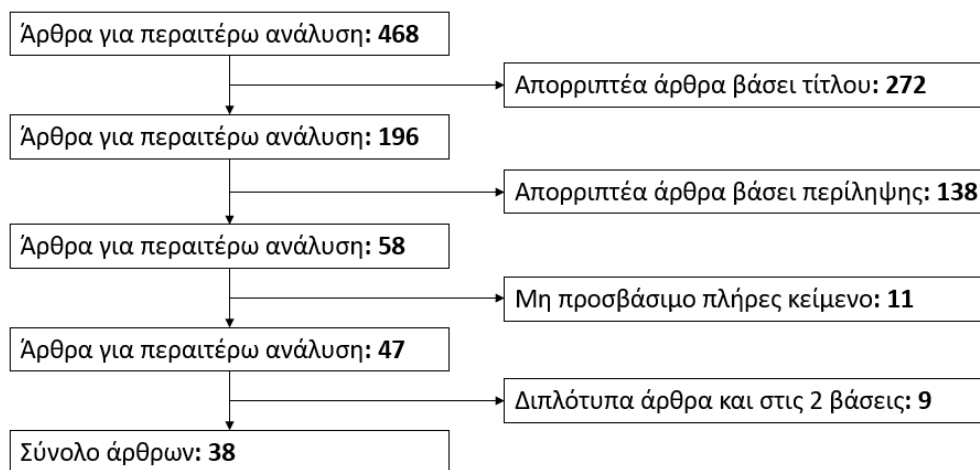 Άρθρα για περαιτέρω ανάλυση: 468
Απορριπτέα άρθρα βάσει τίτλου: 272
Άρθρα για περαιτέρω ανάλυση: 196
Απορριπτέα άρθρα βάσει περίληψης: 138
Άρθρα για περαιτέρω ανάλυση: 58
Μη προσβάσιμο πλήρες κείμενο: 11
Άρθρα για περαιτέρω ανάλυση: 47
Διπλότυπα άρθρα και στις 2 βάσεις: 9
Σύνολο άρθρων: 38